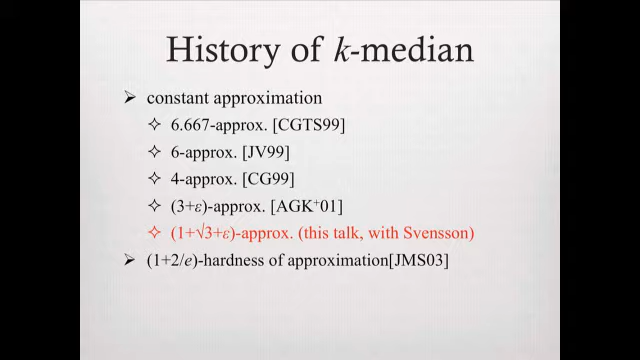 History of k-median
➢ constant approximation
✧ 6.667-approx. [CGTS99]
✧ 6-approx. [JV99]
✧ 4-approx. [CG99]
✧ (3+ε)-approx. [AGK⁺01]
✧ (1+√3+ε)-approx. (this talk, with Svensson)
➢ (1+2/e)-hardness of approximation[JMS03]